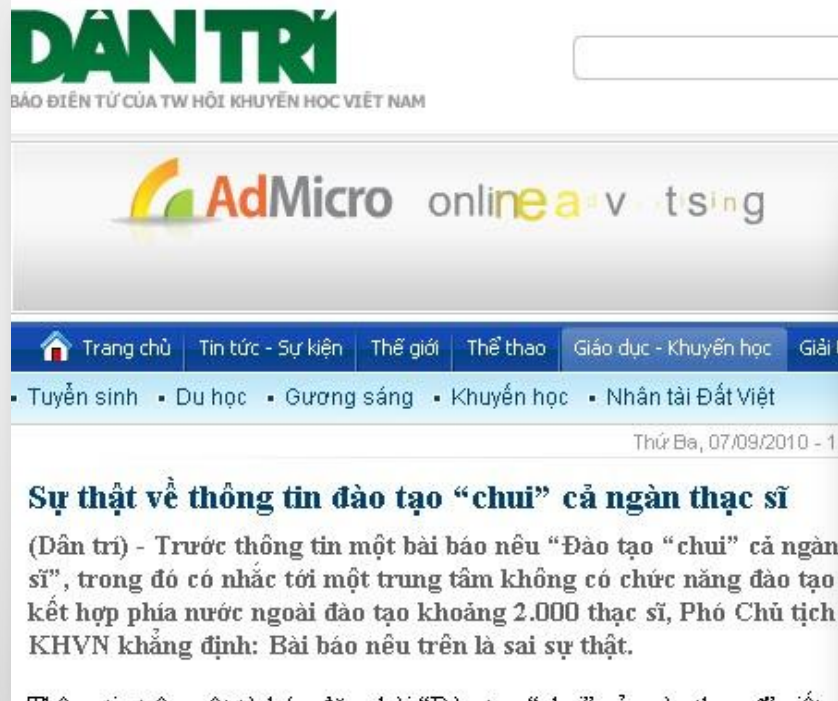 DÂN TRÍ
BÁO ĐIỆN TỬ CỦA TW HỘI KHUYẾN HỌC VIỆT NAM
AdMicro online a v tsing
Trang chủ Tin tức - Sự kiện Thế giới Thể thao Giáo dục - Khuyến học Giải
Tuyển sinh Du học Gương sáng Khuyến học Nhân tài Đất Việt
Thứ Ba, 07/09/2010 - 1
Sự thật về thông tin đào tạo “chui” cả ngàn thạc sĩ
(Dân trí) - Trước thông tin một bài báo nêu “Đào tạo “chui” cả ngàn
sĩ”, trong đó có nhắc tới một trung tâm không có chức năng đào tạo
kết hợp phía nước ngoài đào tạo khoảng 2.000 thạc sĩ, Phó Chủ tịch
KHVN khẳng định: Bài báo nêu trên là sai sự thật.